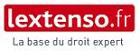 lextenso.fr
La base du droit expert